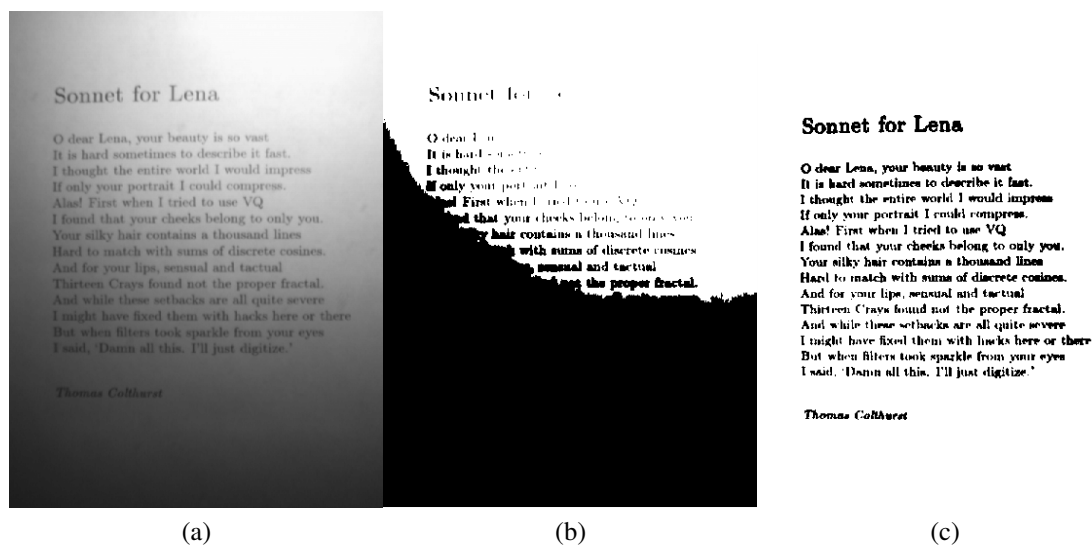 Sonnet for Lena
O dear Lena, your beauty is so vast
It is hard sometimes to describe it fast.
I thought the entire world I would impress
If only your portrait I could compress.
Alas! First when I tried to use VQ
I found that your cheeks belong to only you.
Your silky hair contains a thousand lines
Hard to match with sums of discrete cosines.
And for your lips, sensual and tactual
Thirteen Crays found not the proper fractal.
And while these setbacks are all quite severe
I might have fixed them with hacks here or there
But when filters took sparkle from your eyes
I said, 'Damn all this. I'll just digitize.'
Thomas Colthurst
(a)
Sonnet for
O dear
It is hard
I thought the
If only your
First when I tried
that your cheeks belong to only you
hair contains a thousand lines
with sums of discrete cosines
sensual and tactual
not the proper fractal.
(b)
Sonnet for Lena
O dear Lena, your beauty is so vast
It is hard sometimes to describe it fast.
I thought the entire world I would impress
If only your portrait I could compress.
Alas! First when I tried to use VQ
I found that your cheeks belong to only you.
Your silky hair contains a thousand lines
Hard to match with sums of discrete cosines.
And for your lips, sensual and tactual
Thirteen Crays found not the proper fractal.
And while these setbacks are all quite severe
I might have fixed them with hacks here or there
But when filters took sparkle from your eyes
I said, 'Damn all this. I'll just digitize.'
Thomas Colthurst
(c)